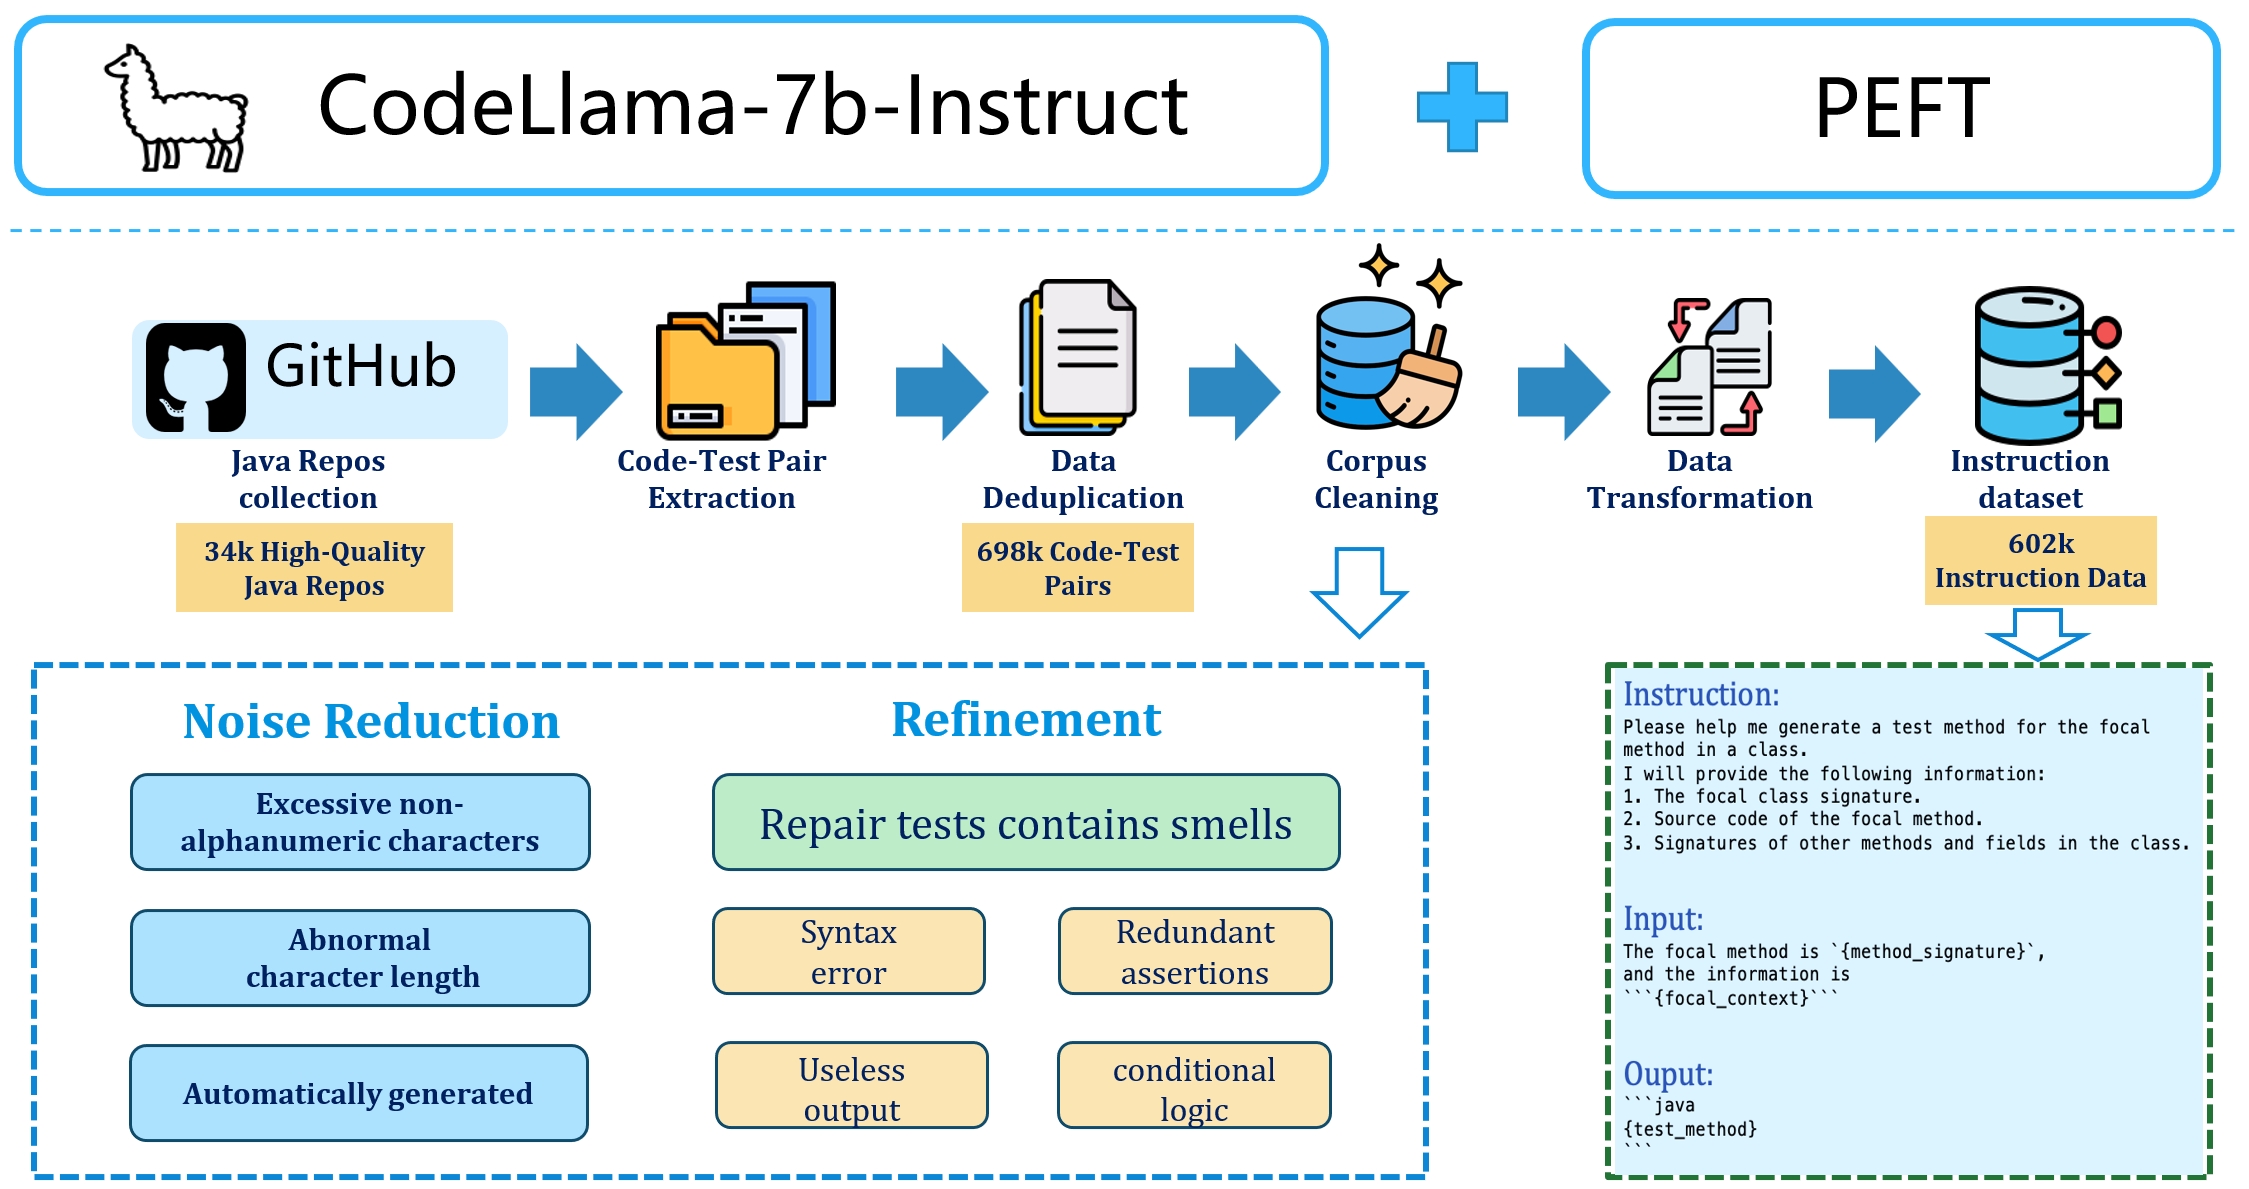 CodeLlama-7b-Instruct
PEFT
GitHub
Java Repos
collection
34k High-Quality
Java Repos
Code-Test Pair
Extraction
Data
Deduplication
698k Code-Test
Pairs
Corpus
Cleaning
Data
Transformation
Instruction
dataset
602k
Instruction Data
Noise Reduction
Excessive non-
alphanumeric characters
Abnormal
character length
Automatically generated
Refinement
Repair tests contains smells
Syntax
error
Redundant
assertions
Useless
output
conditional
logic
Instruction:
Please help me generate a test method for the focal
method in a class.
I will provide the following information:
1. The focal class signature.
2. Source code of the focal method.
3. Signatures of other methods and fields in the class.
Input:
The focal method is `{method_signature}`,
and the information is
```{focal_context}```
Ouput:
```java
{test_method}
```